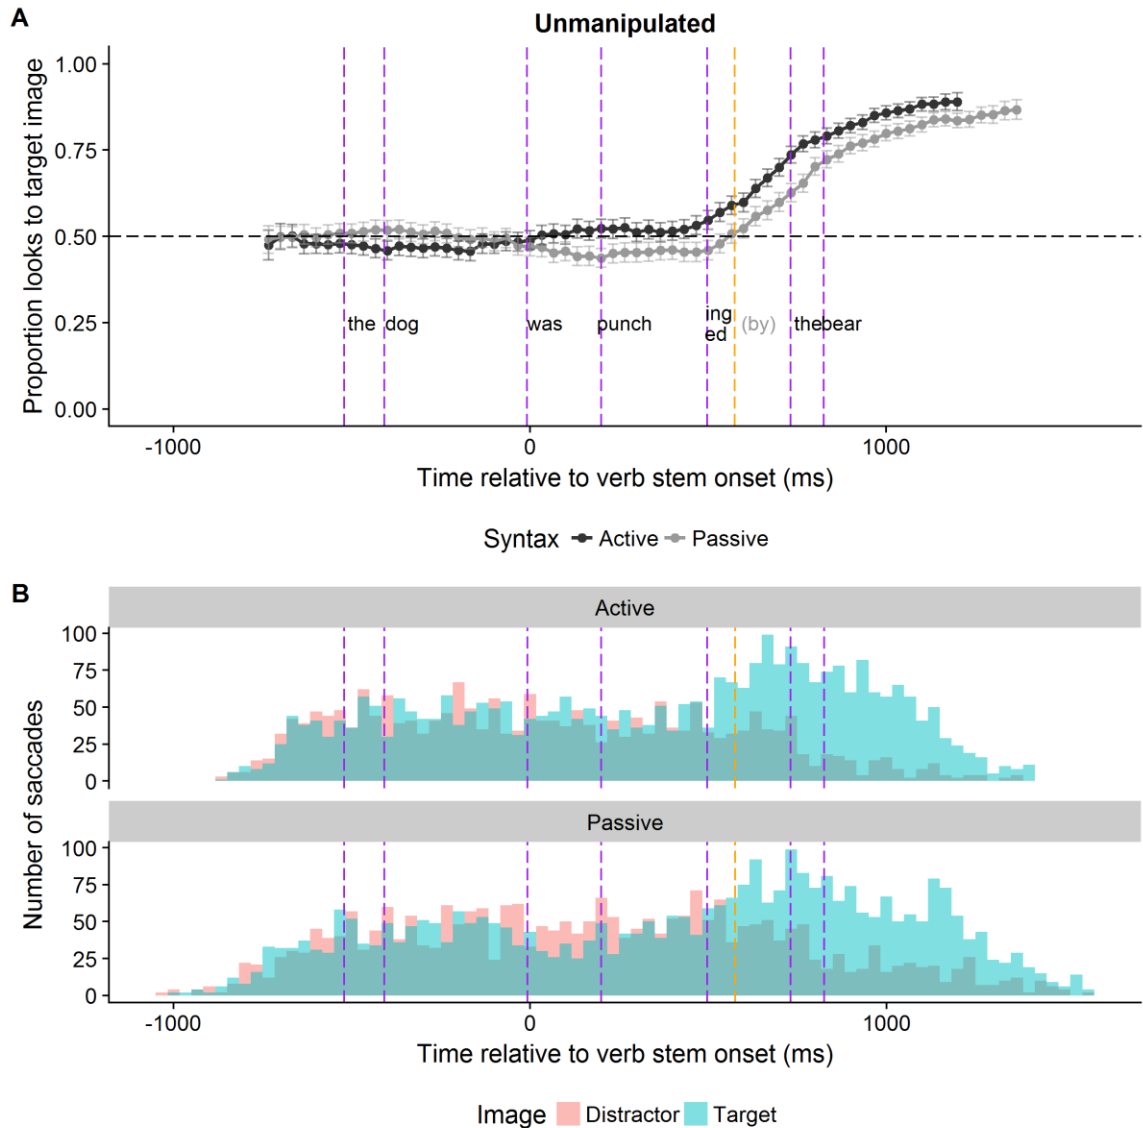 A
Unmanipulated
Proportion looks to target image
1.00
0.75
0.50
0.25
0.00
the dog was punch ing ed (by) the bear
-1000 0 1000
Time relative to verb stem onset (ms)
Syntax Active Passive
B
Active
Number of saccades
100
75
50
25
0
Passive
100
75
50
25
0
-1000 0 1000
Time relative to verb stem onset (ms)
Image Distractor Target